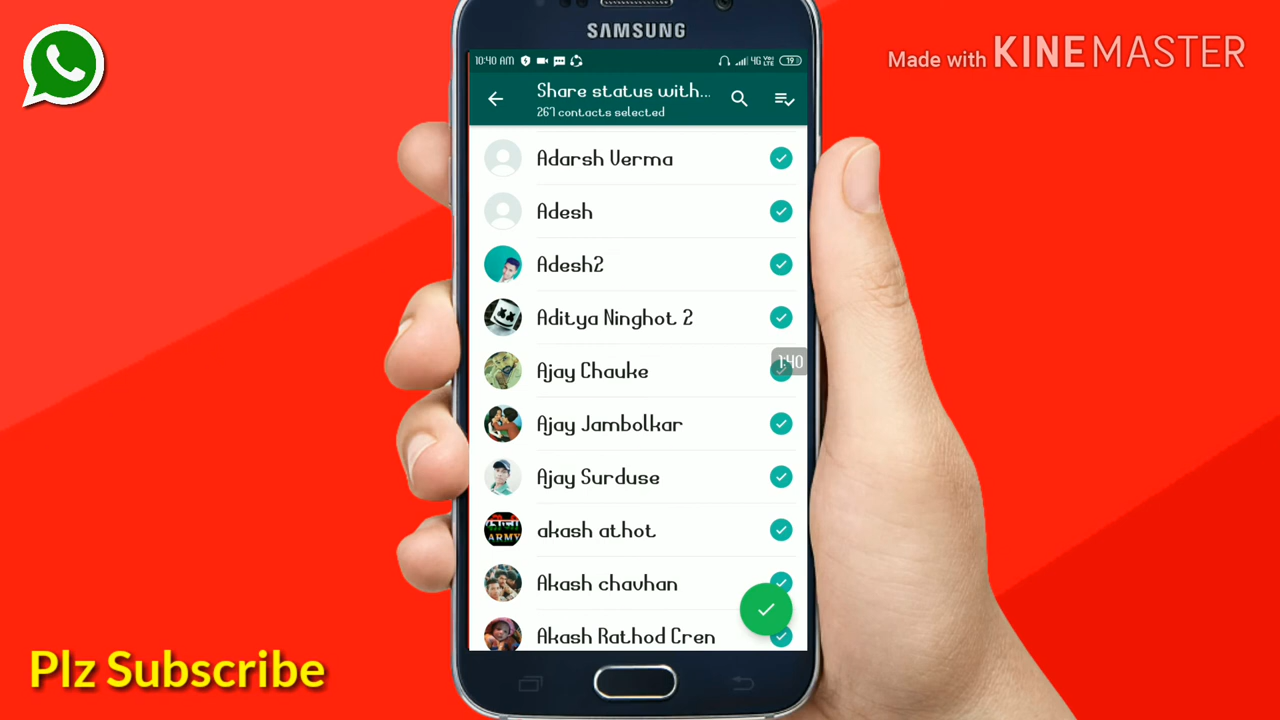 SAMSUNG
Made with KINEMASTER
10:40 AM 4G VoLTE 19
Share status with...
267 contacts selected
Adarsh Verma
Adesh
Adesh2
Aditya Ninghot 2
Ajay Chauke
1:40
Ajay Jambolkar
Ajay Surduse
akash athot
ARMY
Akash chavhan
Akash Rathod Cren
Plz Subscribe